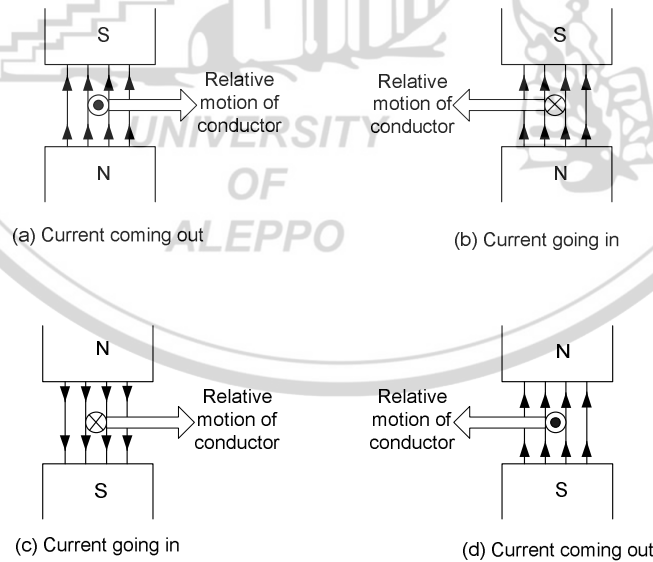 S
Relative
motion of
conductor
N
(a) Current coming out
S
Relative
motion of
conductor
N
(b) Current going in
UNIVERSITY
OF
ALEPPO
N
Relative
motion of
conductor
S
(c) Current going in
N
Relative
motion of
conductor
S
(d) Current coming out